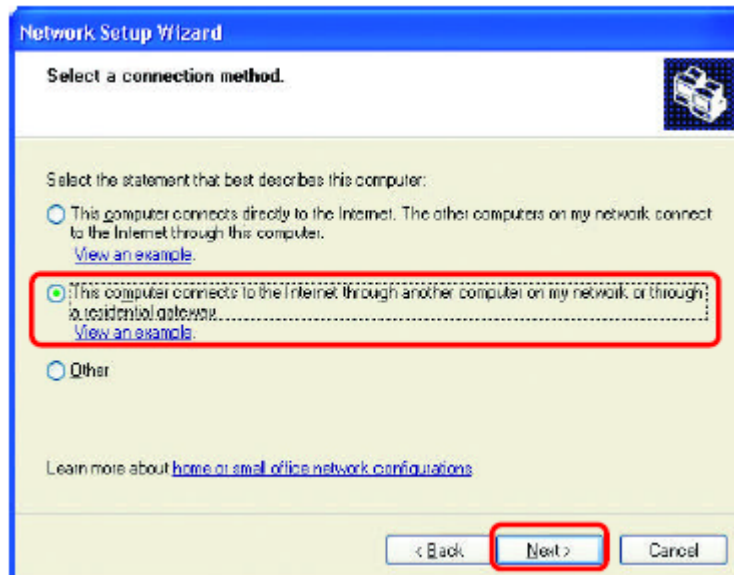 Network Setup Wizard
Select a connection method.
Select the statement that best describes this computer:
This computer connects directly to the Internet. The other computers on my network connect
to the Internet through this computer.
View an example.
This computer connects to the Internet through another computer on my network or through
a residential gateway.
View an example.
Other
Learn more about home or small office network configurations.
< Back
Next >
Cancel